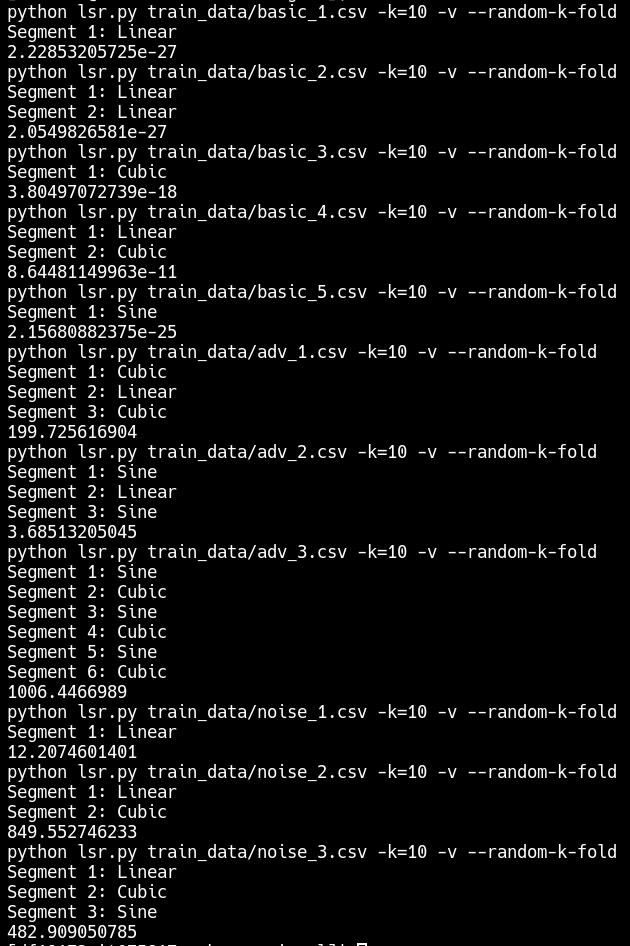 python lsr.py train_data/basic_1.csv -k=10 -v --random-k-fold
Segment 1: Linear
2.22853205725e-27
python lsr.py train_data/basic_2.csv -k=10 -v --random-k-fold
Segment 1: Linear
Segment 2: Linear
2.0549826581e-27
python lsr.py train_data/basic_3.csv -k=10 -v --random-k-fold
Segment 1: Cubic
3.80497072739e-18
python lsr.py train_data/basic_4.csv -k=10 -v --random-k-fold
Segment 1: Linear
Segment 2: Cubic
8.64481149963e-11
python lsr.py train_data/basic_5.csv -k=10 -v --random-k-fold
Segment 1: Sine
2.15680882375e-25
python lsr.py train_data/adv_1.csv -k=10 -v --random-k-fold
Segment 1: Cubic
Segment 2: Linear
Segment 3: Cubic
199.725616904
python lsr.py train_data/adv_2.csv -k=10 -v --random-k-fold
Segment 1: Sine
Segment 2: Linear
Segment 3: Sine
3.68513205045
python lsr.py train_data/adv_3.csv -k=10 -v --random-k-fold
Segment 1: Sine
Segment 2: Cubic
Segment 3: Sine
Segment 4: Cubic
Segment 5: Sine
Segment 6: Cubic
1006.4466989
python lsr.py train_data/noise_1.csv -k=10 -v --random-k-fold
Segment 1: Linear
12.2074601401
python lsr.py train_data/noise_2.csv -k=10 -v --random-k-fold
Segment 1: Linear
Segment 2: Cubic
849.552746233
python lsr.py train_data/noise_3.csv -k=10 -v --random-k-fold
Segment 1: Linear
Segment 2: Cubic
Segment 3: Sine
482.909050785